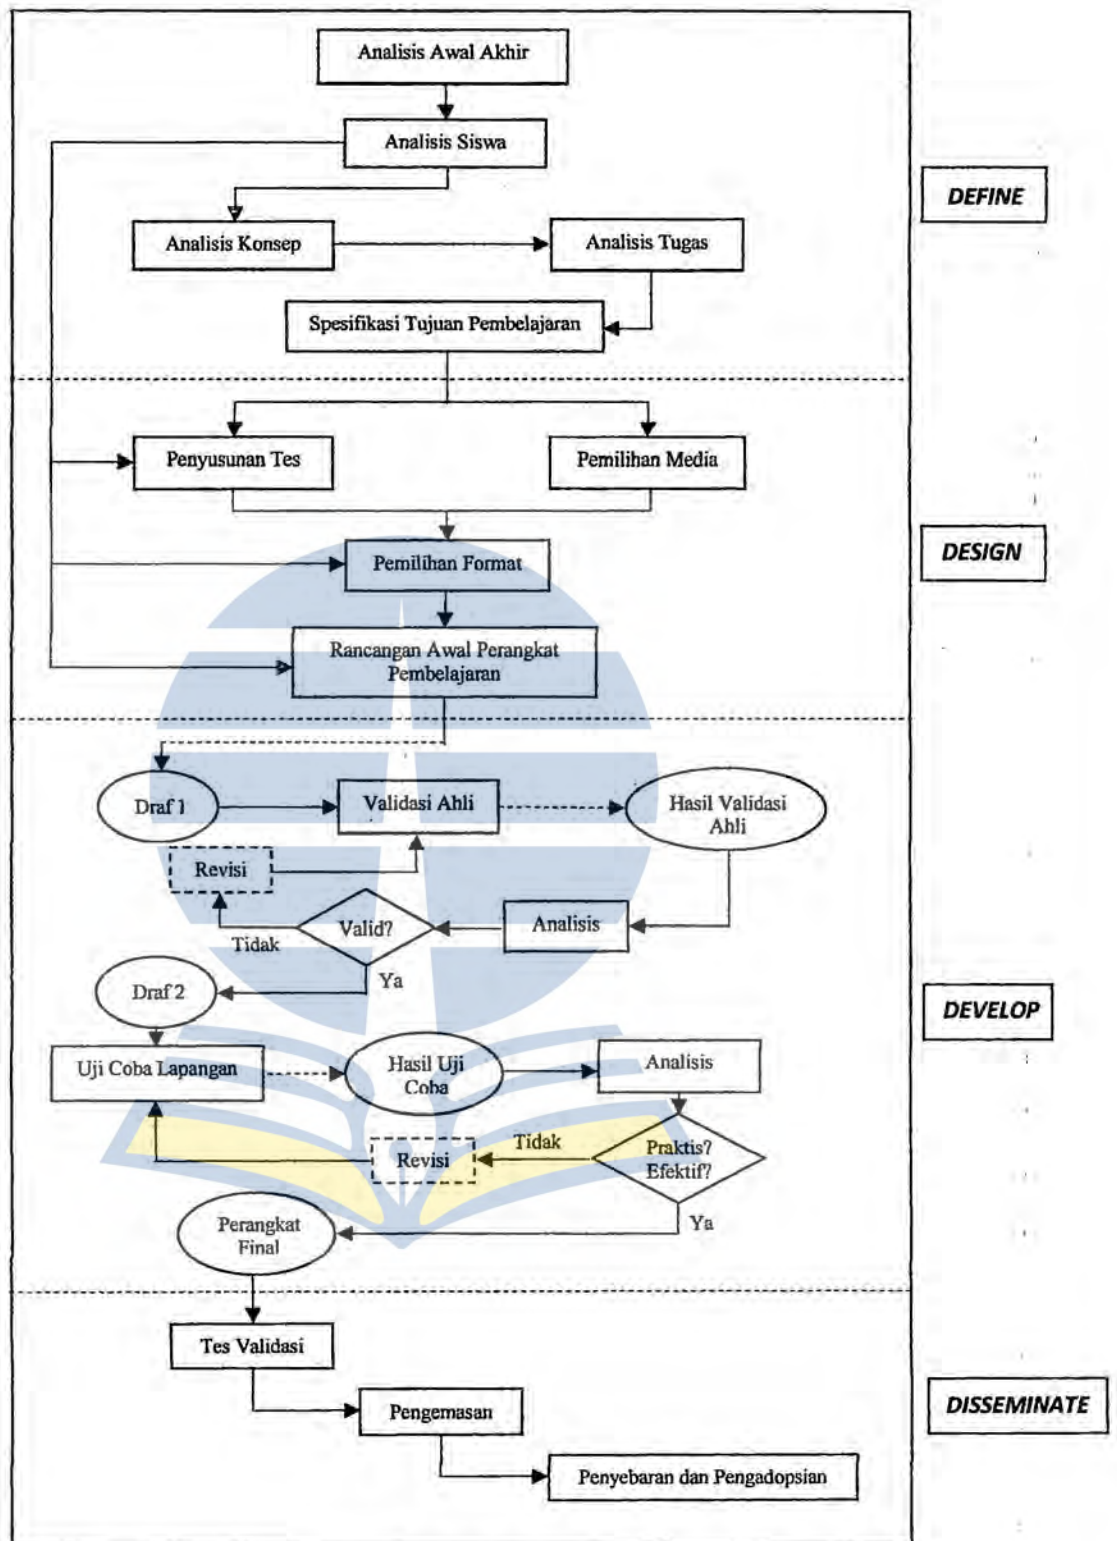 Analisis Awal Akhir
Analisis Siswa
DEFINE
Analisis Konsep
Analisis Tugas
Spesifikasi Tujuan Pembelajaran
Penyusunan Tes
Pemilihan Media
DESIGN
Pemilihan Format
Rancangan Awal Perangkat
Pembelajaran
Draf 1
Validasi Ahli
Hasil Validasi
Ahli
Revisi
Valid?
Analisis
Tidak
Ya
Draf 2
DEVELOP
Uji Coba Lapangan
Hasil Uji
Coba
Analisis
Tidak
Revisi
Praktis?
Efektif?
Ya
Perangkat
Final
Tes Validasi
Pengemasan
DISSEMINATE
Penyebaran dan Pengadopsian